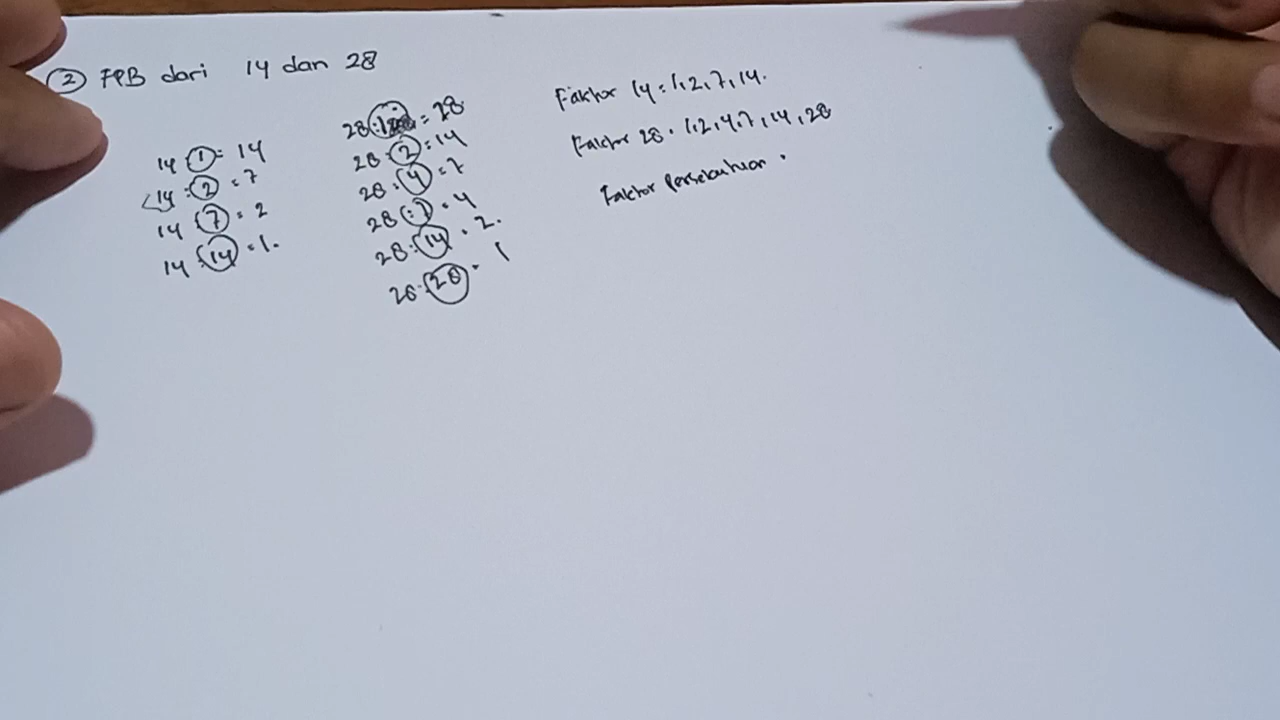 2 FPB dari 14 dan 28
14 : 1 = 14
14 : 2 = 7
14 : 7 = 2
14 : 14 = 1.
28 : = 28
28 : 2 = 14
28 : 4 = 7
28 : 7 = 4
28 : 14 = 2.
28 : 28 = 1
Faktor 14 = 1, 2, 7, 14.
Faktor 28 = 1, 2, 4, 7, 14, 28
Faktor Persekutuan :